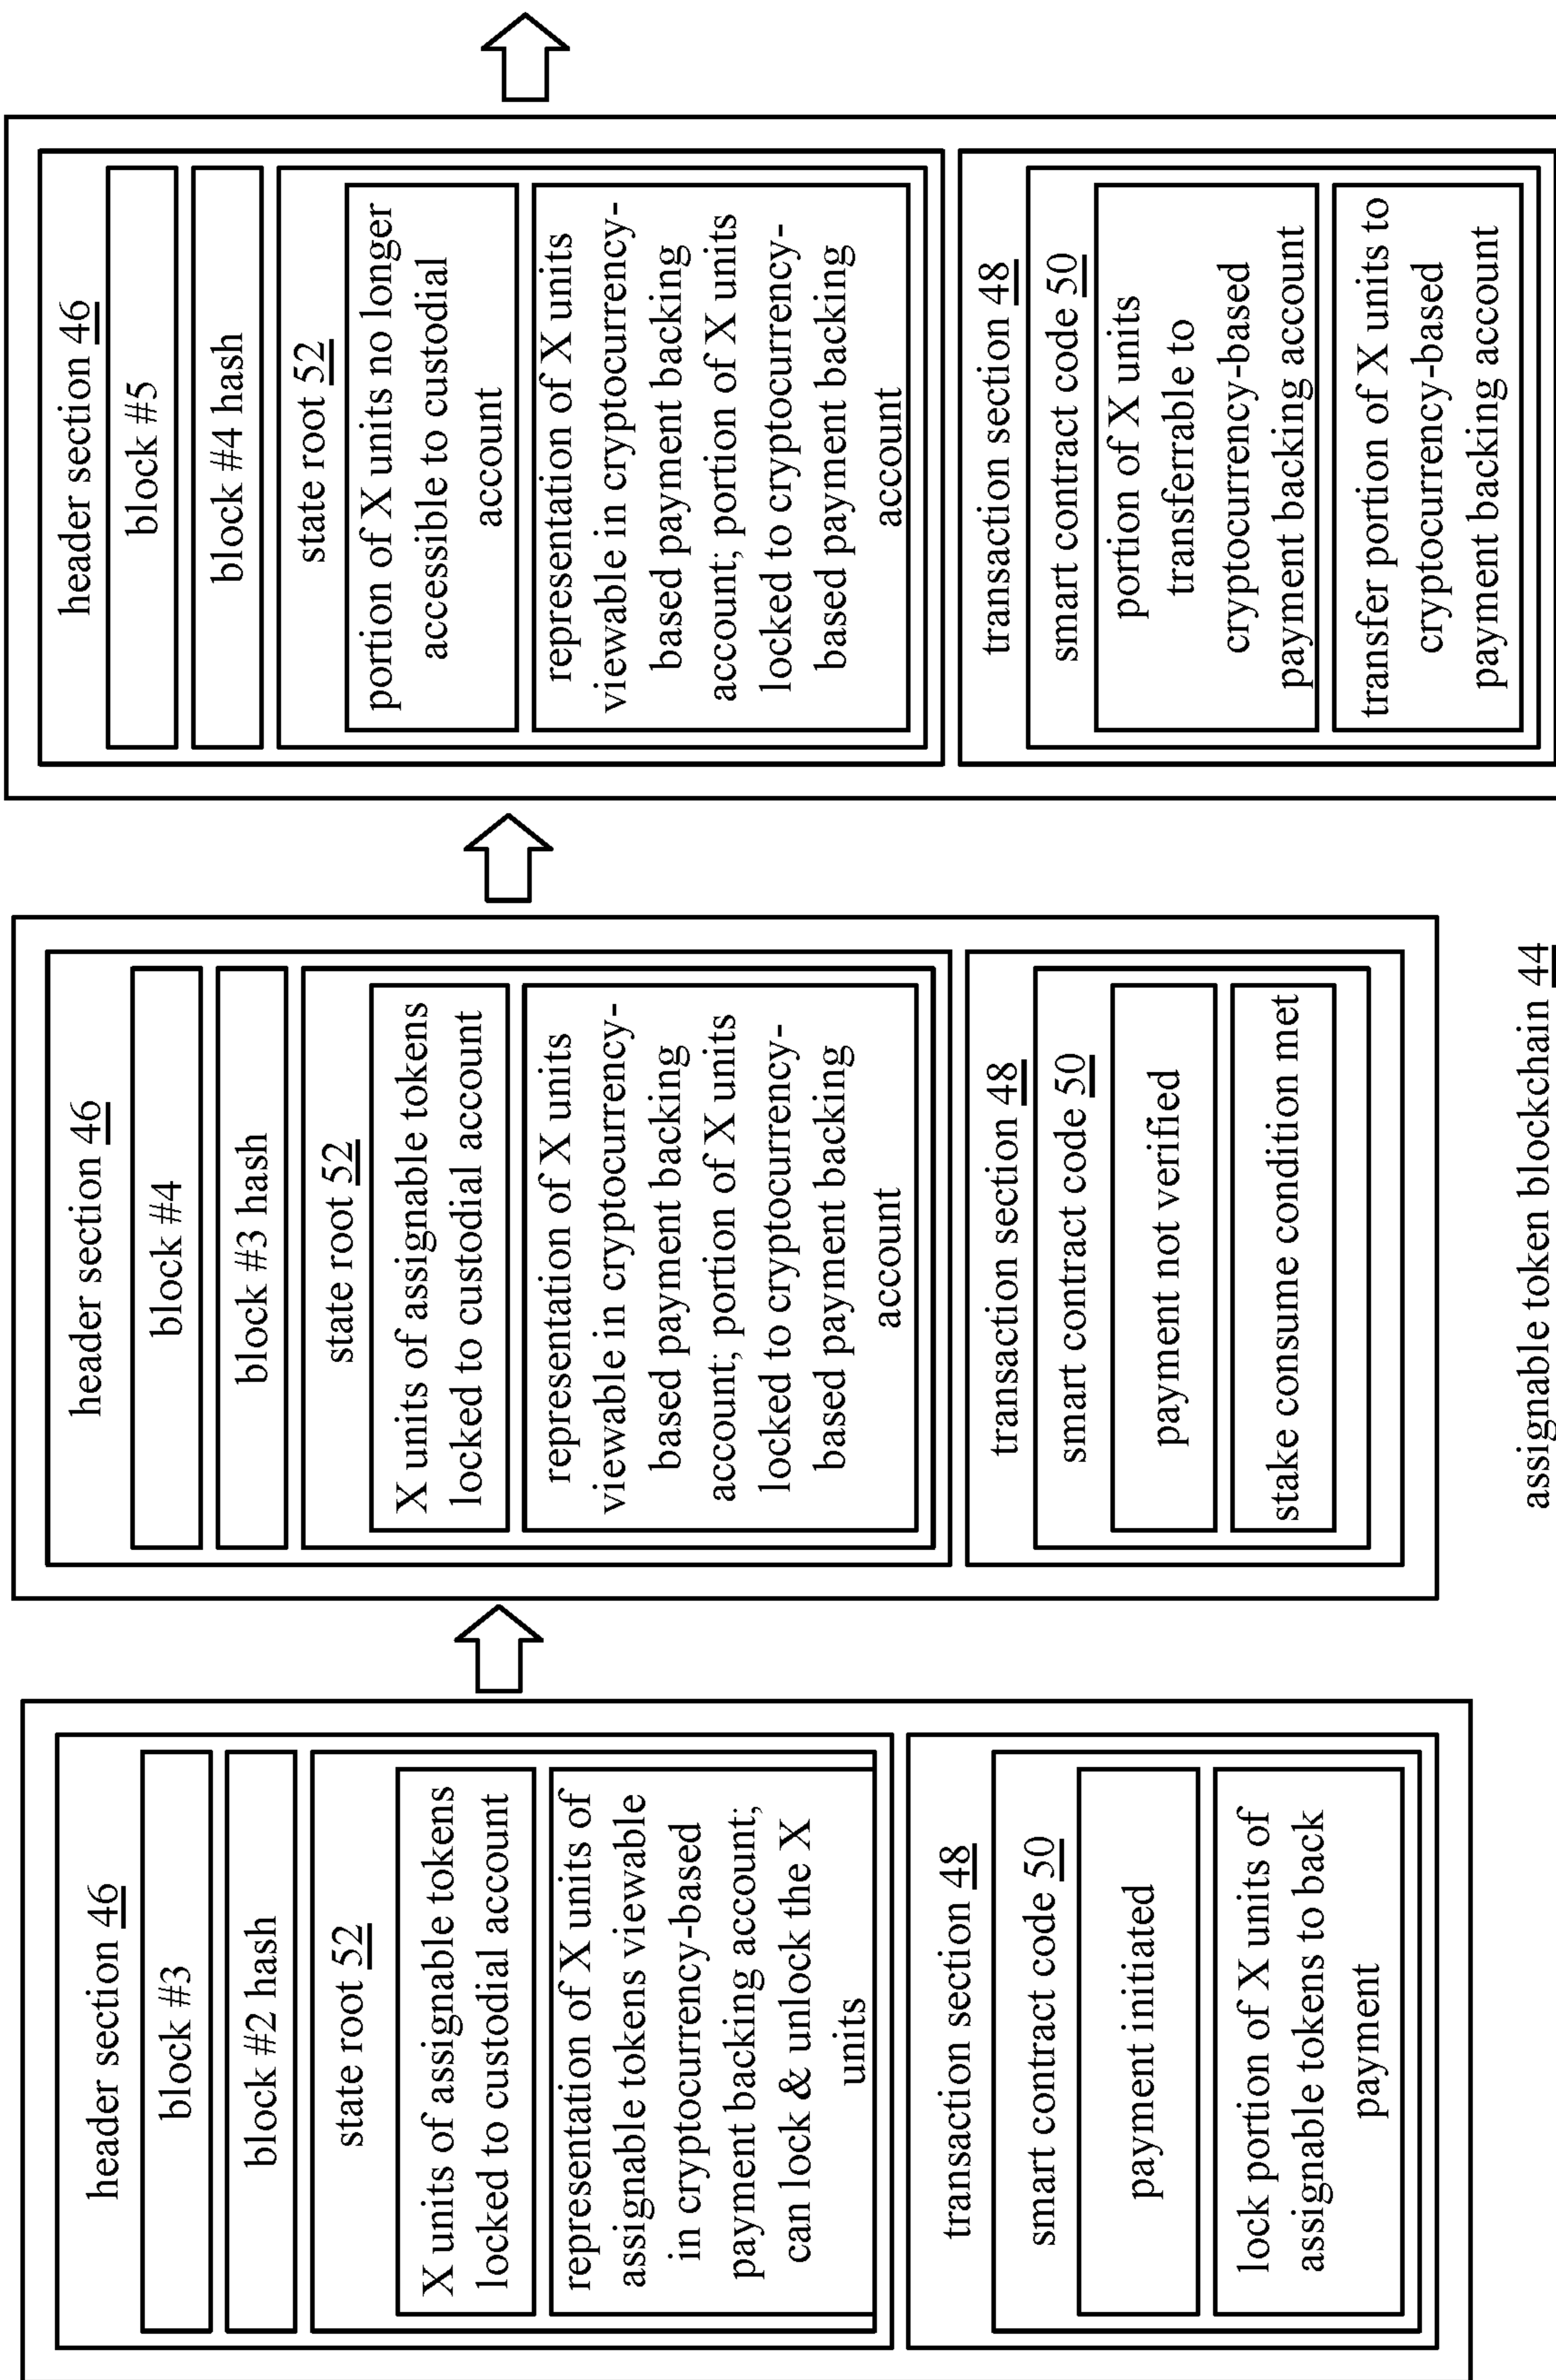 header section 46
block #3
block #2 hash
state root 52
X units of assignable tokens
locked to custodial account
representation of X units of
assignable tokens viewable
in cryptocurrency-based
payment backing account;
can lock & unlock the X
units
transaction section 48
smart contract code 50
payment initiated
lock portion of X units of
assignable tokens to back
payment
header section 46
block #4
block #3 hash
state root 52
X units of assignable tokens
locked to custodial account
representation of X units
viewable in cryptocurrency-
based payment backing
account; portion of X units
locked to cryptocurrency-
based payment backing
account
transaction section 48
smart contract code 50
payment not verified
stake consume condition met
header section 46
block #5
block #4 hash
state root 52
portion of X units no longer
accessible to custodial
account
representation of X units
viewable in cryptocurrency-
based payment backing
account; portion of X units
locked to cryptocurrency-
based payment backing
account
transaction section 48
smart contract code 50
portion of X units
transferrable to
cryptocurrency-based
payment backing account
transfer portion of X units to
cryptocurrency-based
payment backing account
assignable token blockchain 44